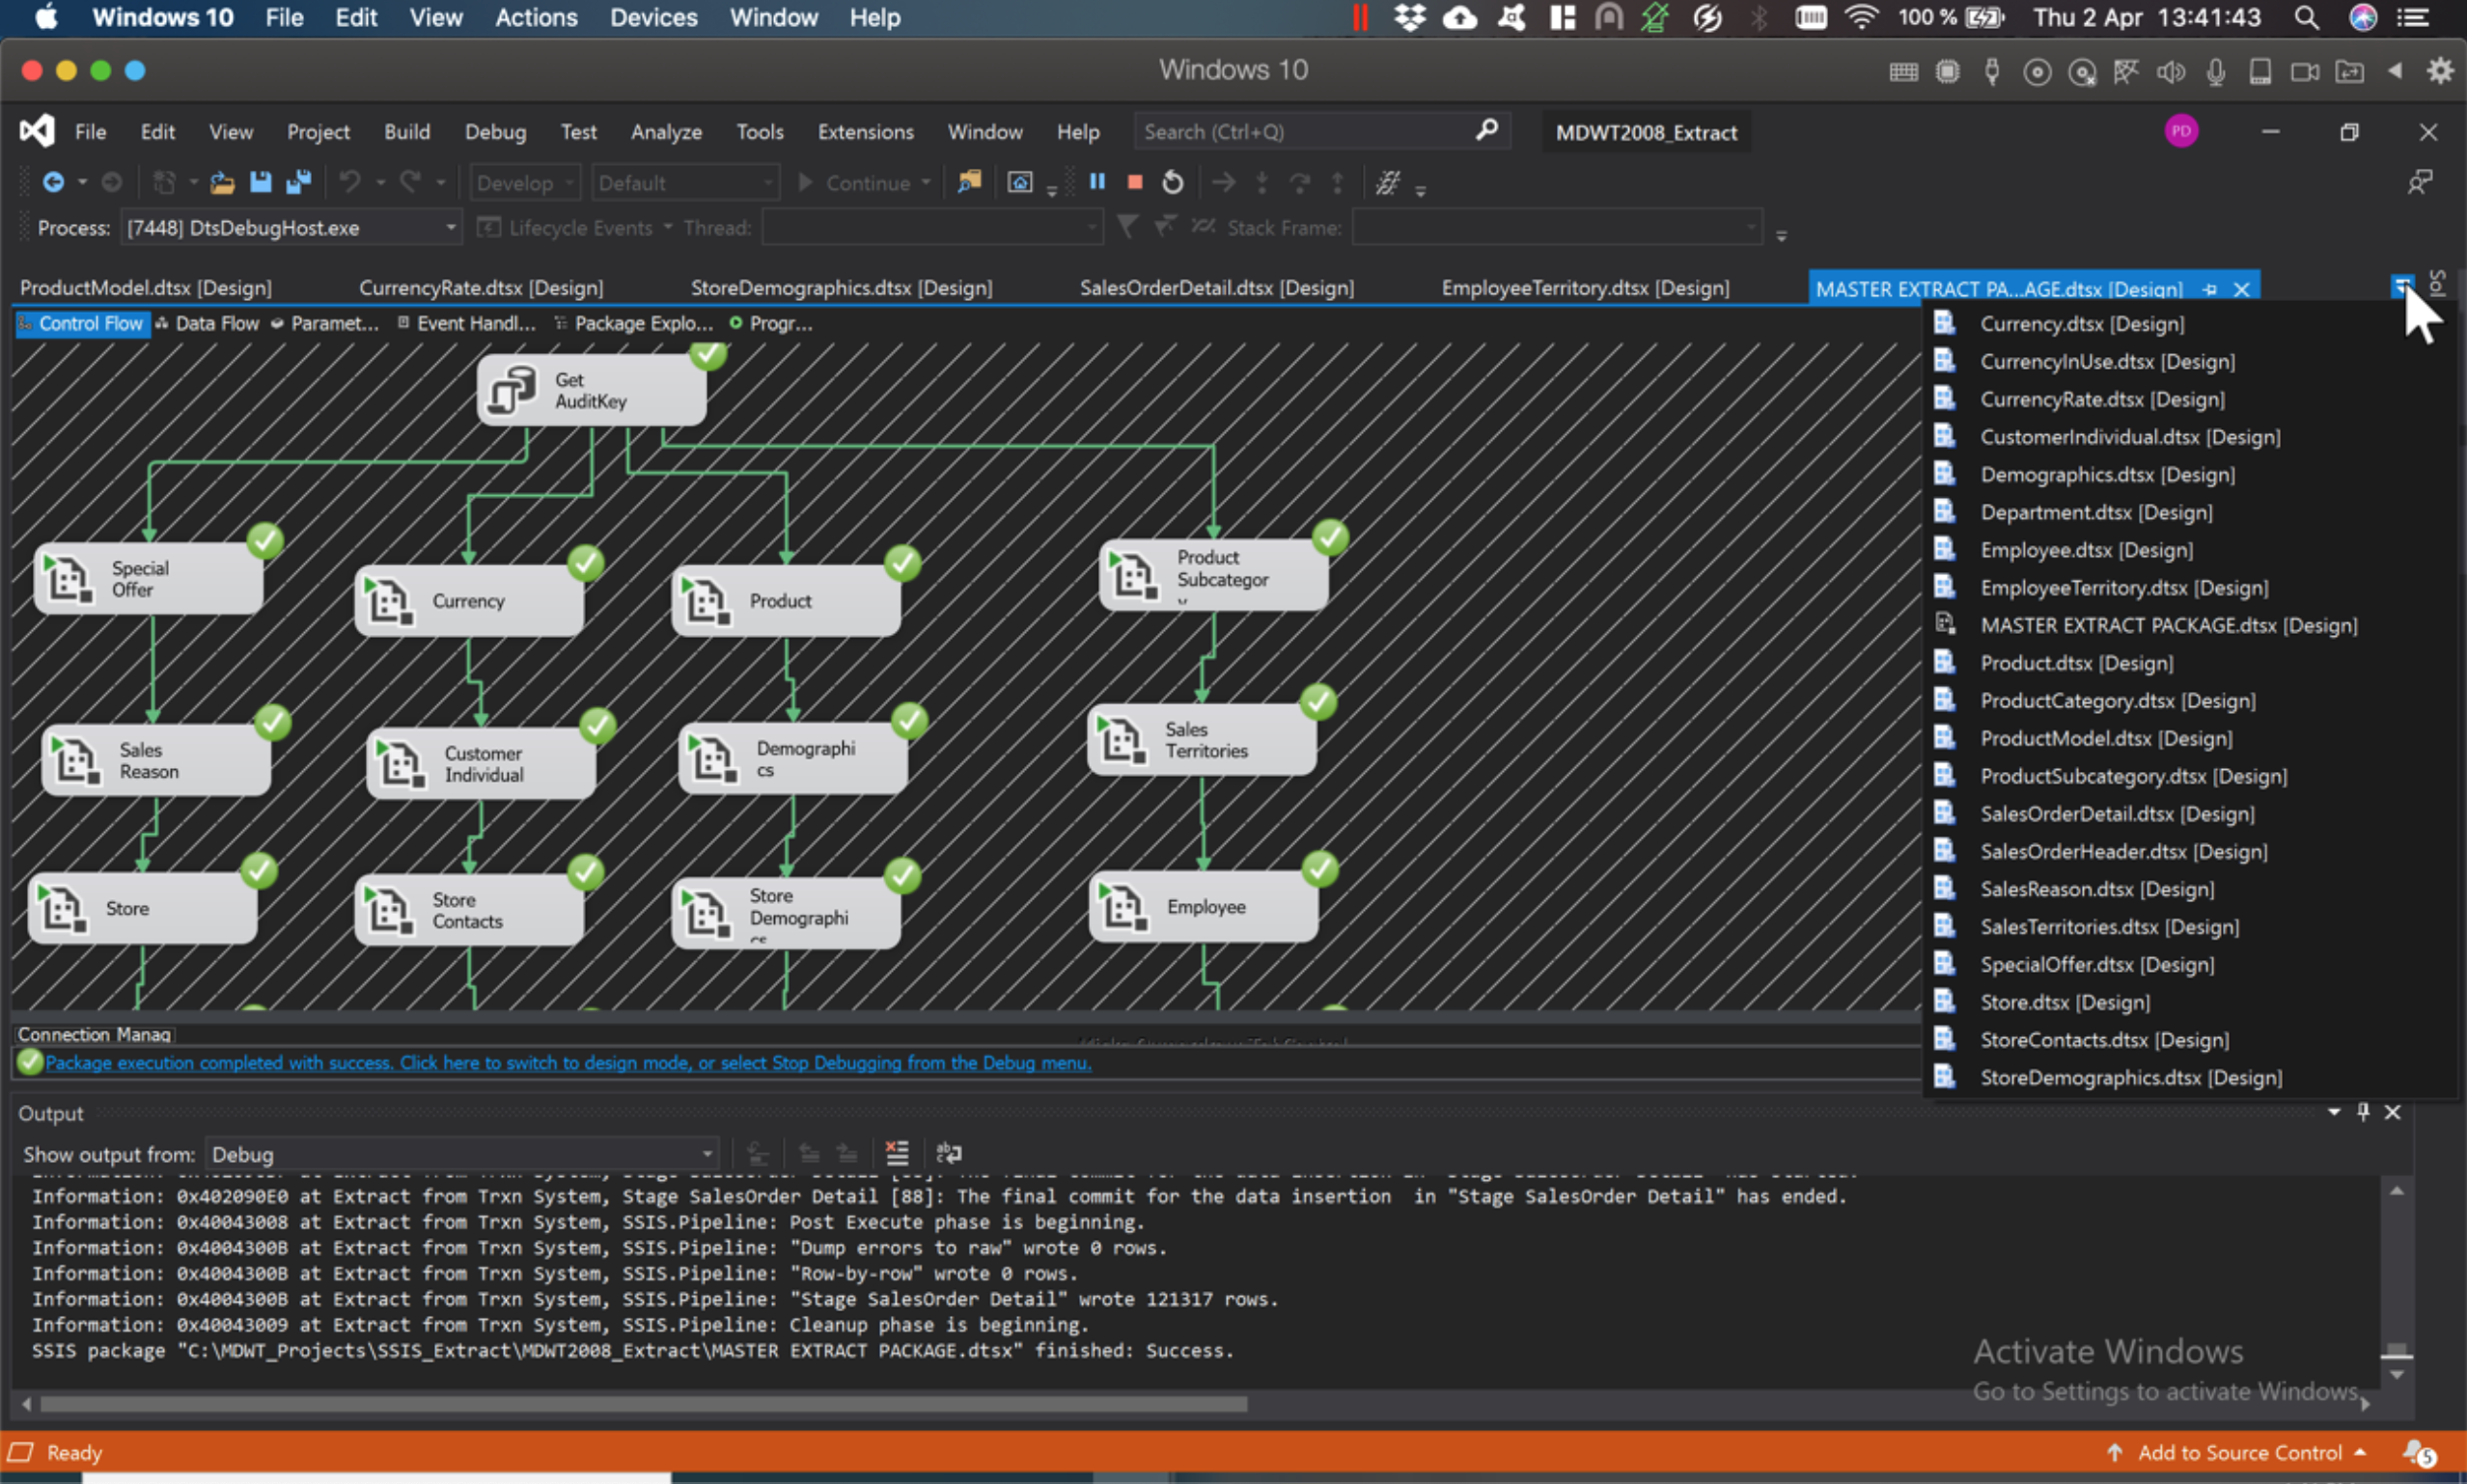 Windows 10 File Edit View Actions Devices Window Help 100 % Thu 2 Apr 13:41:43
Windows 10
File Edit View Project Build Debug Test Analyze Tools Extensions Window Help Search (Ctrl+Q) MDWT2008_Extract PD
Develop Default Continue
Process: [7448] DtsDebugHost.exe Lifecycle Events Thread: Stack Frame:
ProductModel.dtsx [Design] CurrencyRate.dtsx [Design] StoreDemographics.dtsx [Design] SalesOrderDetail.dtsx [Design] EmployeeTerritory.dtsx [Design] MASTER EXTRACT PA...AGE.dtsx [Design] Sol
Control Flow Data Flow Paramet... Event Handl... Package Explo... Progr...
Get
AuditKey
Special
Offer
Currency
Product
Product
Subcategor
y
Sales
Reason
Customer
Individual
Demographi
cs
Sales
Territories
Store
Store
Contacts
Store
Demographi
cs
Employee
Currency.dtsx [Design]
CurrencyInUse.dtsx [Design]
CurrencyRate.dtsx [Design]
CustomerIndividual.dtsx [Design]
Demographics.dtsx [Design]
Department.dtsx [Design]
Employee.dtsx [Design]
EmployeeTerritory.dtsx [Design]
MASTER EXTRACT PACKAGE.dtsx [Design]
Product.dtsx [Design]
ProductCategory.dtsx [Design]
ProductModel.dtsx [Design]
ProductSubcategory.dtsx [Design]
SalesOrderDetail.dtsx [Design]
SalesOrderHeader.dtsx [Design]
SalesReason.dtsx [Design]
SalesTerritories.dtsx [Design]
SpecialOffer.dtsx [Design]
Store.dtsx [Design]
StoreContacts.dtsx [Design]
StoreDemographics.dtsx [Design]
Connection Manag
Package execution completed with success. Click here to switch to design mode, or select Stop Debugging from the Debug menu.
Output
Show output from: Debug
Information: 0x402090E0 at Extract from Trxn System, Stage SalesOrder Detail [88]: The final commit for the data insertion  in "Stage SalesOrder Detail" has ended.
Information: 0x40043008 at Extract from Trxn System, SSIS.Pipeline: Post Execute phase is beginning.
Information: 0x4004300B at Extract from Trxn System, SSIS.Pipeline: "Dump errors to raw" wrote 0 rows.
Information: 0x4004300B at Extract from Trxn System, SSIS.Pipeline: "Row-by-row" wrote 0 rows.
Information: 0x4004300B at Extract from Trxn System, SSIS.Pipeline: "Stage SalesOrder Detail" wrote 121317 rows.
Information: 0x40043009 at Extract from Trxn System, SSIS.Pipeline: Cleanup phase is beginning.
SSIS package "C:\MDWT_Projects\SSIS_Extract\MDWT2008_Extract\MASTER EXTRACT PACKAGE.dtsx" finished: Success.
Activate Windows
Go to Settings to activate Windows.
Ready Add to Source Control 5